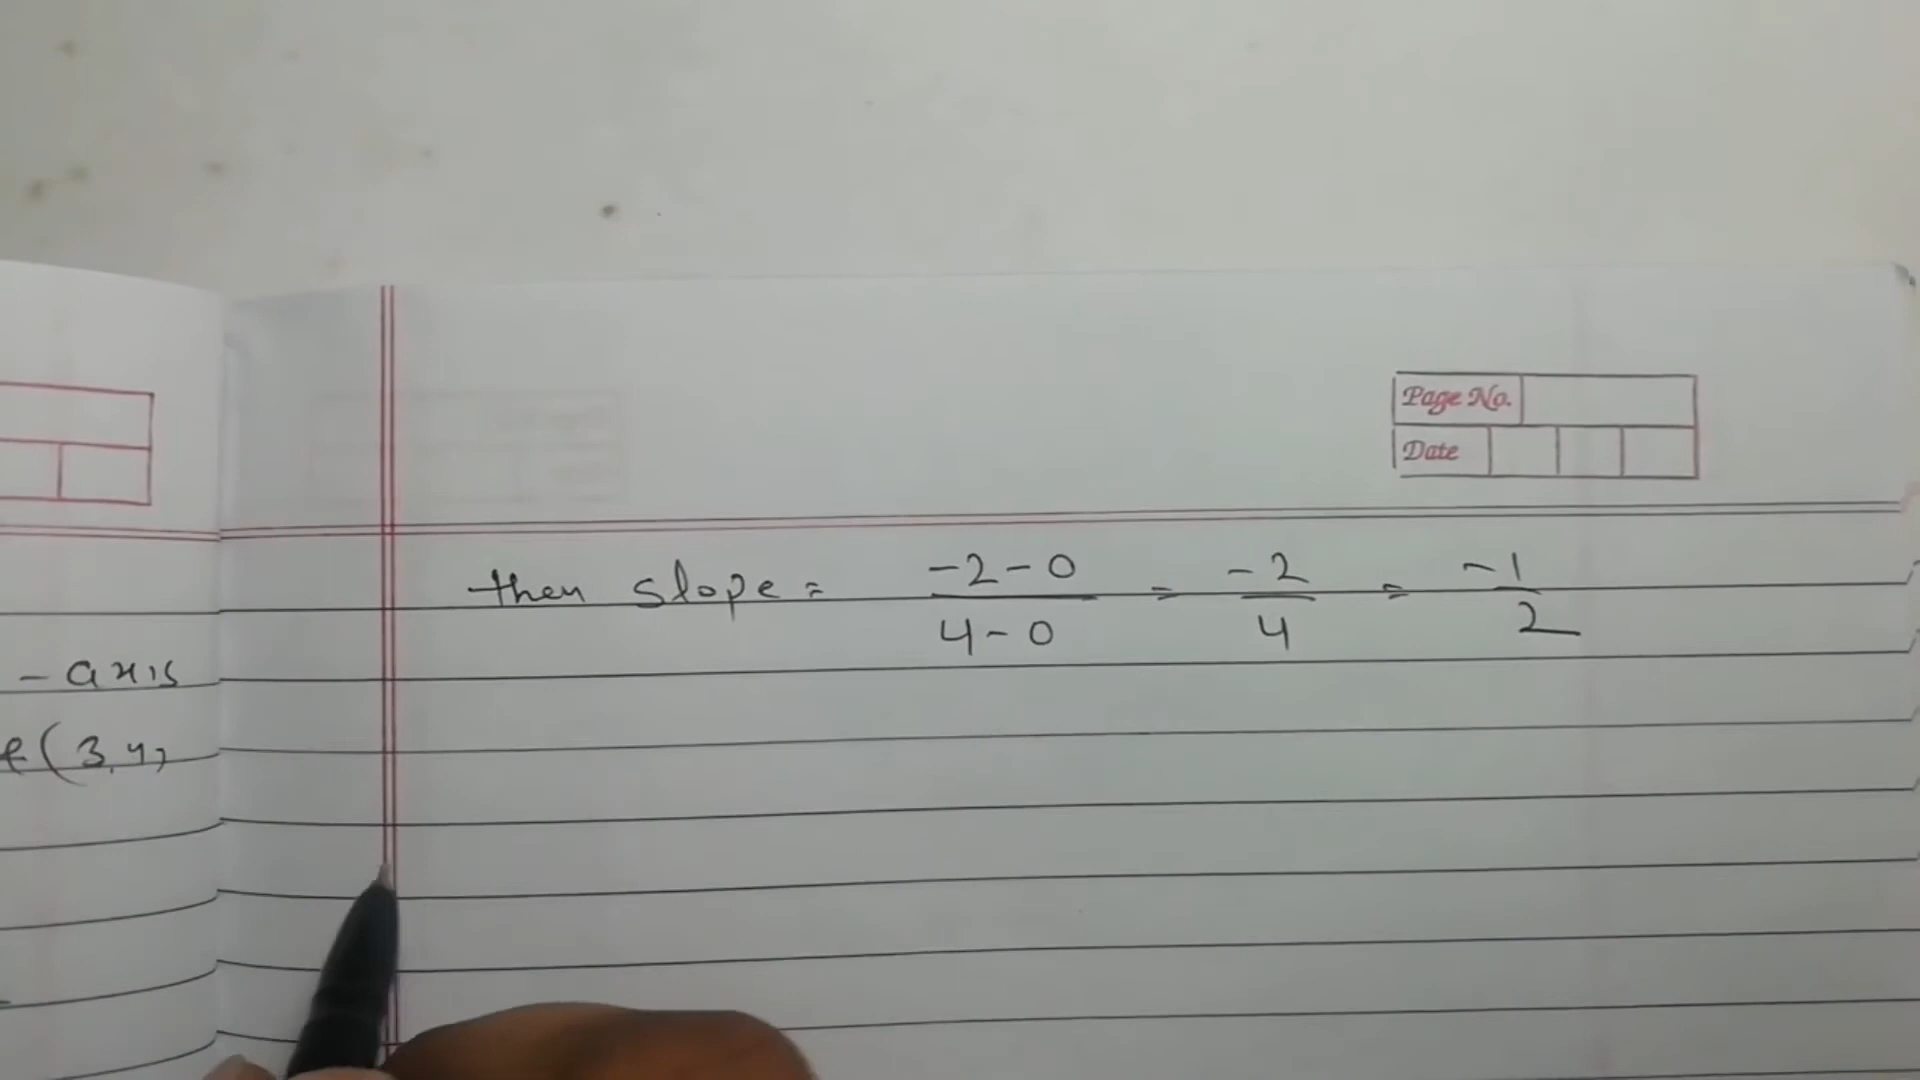 Page No.
Date
then slope = -2-0/4-0 = -2/4 = -1/2
- axis
(3,4)